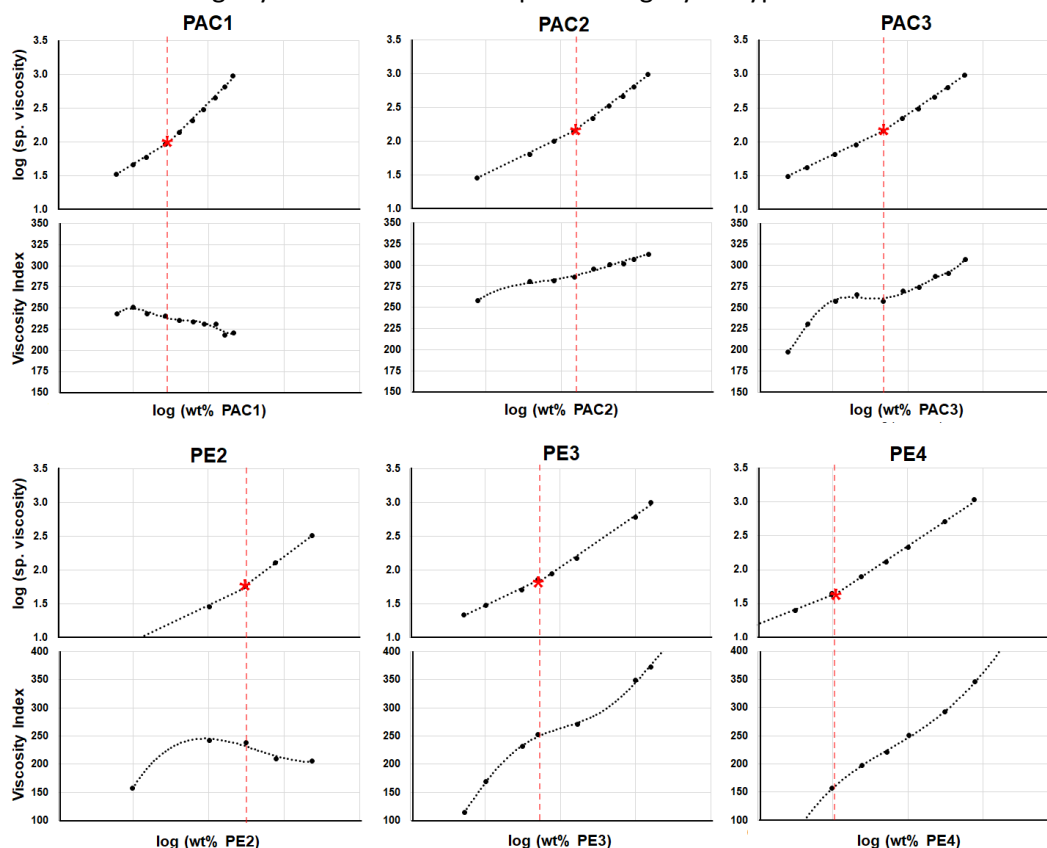 PAC1 PAC2 PAC3
log (sp. viscosity)
3.5 3.5 3.5
3.0 3.0 3.0
2.5 2.5 2.5
2.0 2.0 2.0
1.5 1.5 1.5
1.0 1.0 1.0
Viscosity Index
350 350 350
325 325 325
300 300 300
275 275 275
250 250 250
225 225 225
200 200 200
175 175 175
150 150 150
log (wt% PAC1) log (wt% PAC2) log (wt% PAC3)
PE2 PE3 PE4
log (sp. viscosity)
3.5 3.5 3.5
3.0 3.0 3.0
2.5 2.5 2.5
2.0 2.0 2.0
1.5 1.5 1.5
1.0 1.0 1.0
Viscosity Index
400 400 400
350 350 350
300 300 300
250 250 250
200 200 200
150 150 150
100 100 100
log (wt% PE2) log (wt% PE3) log (wt% PE4)